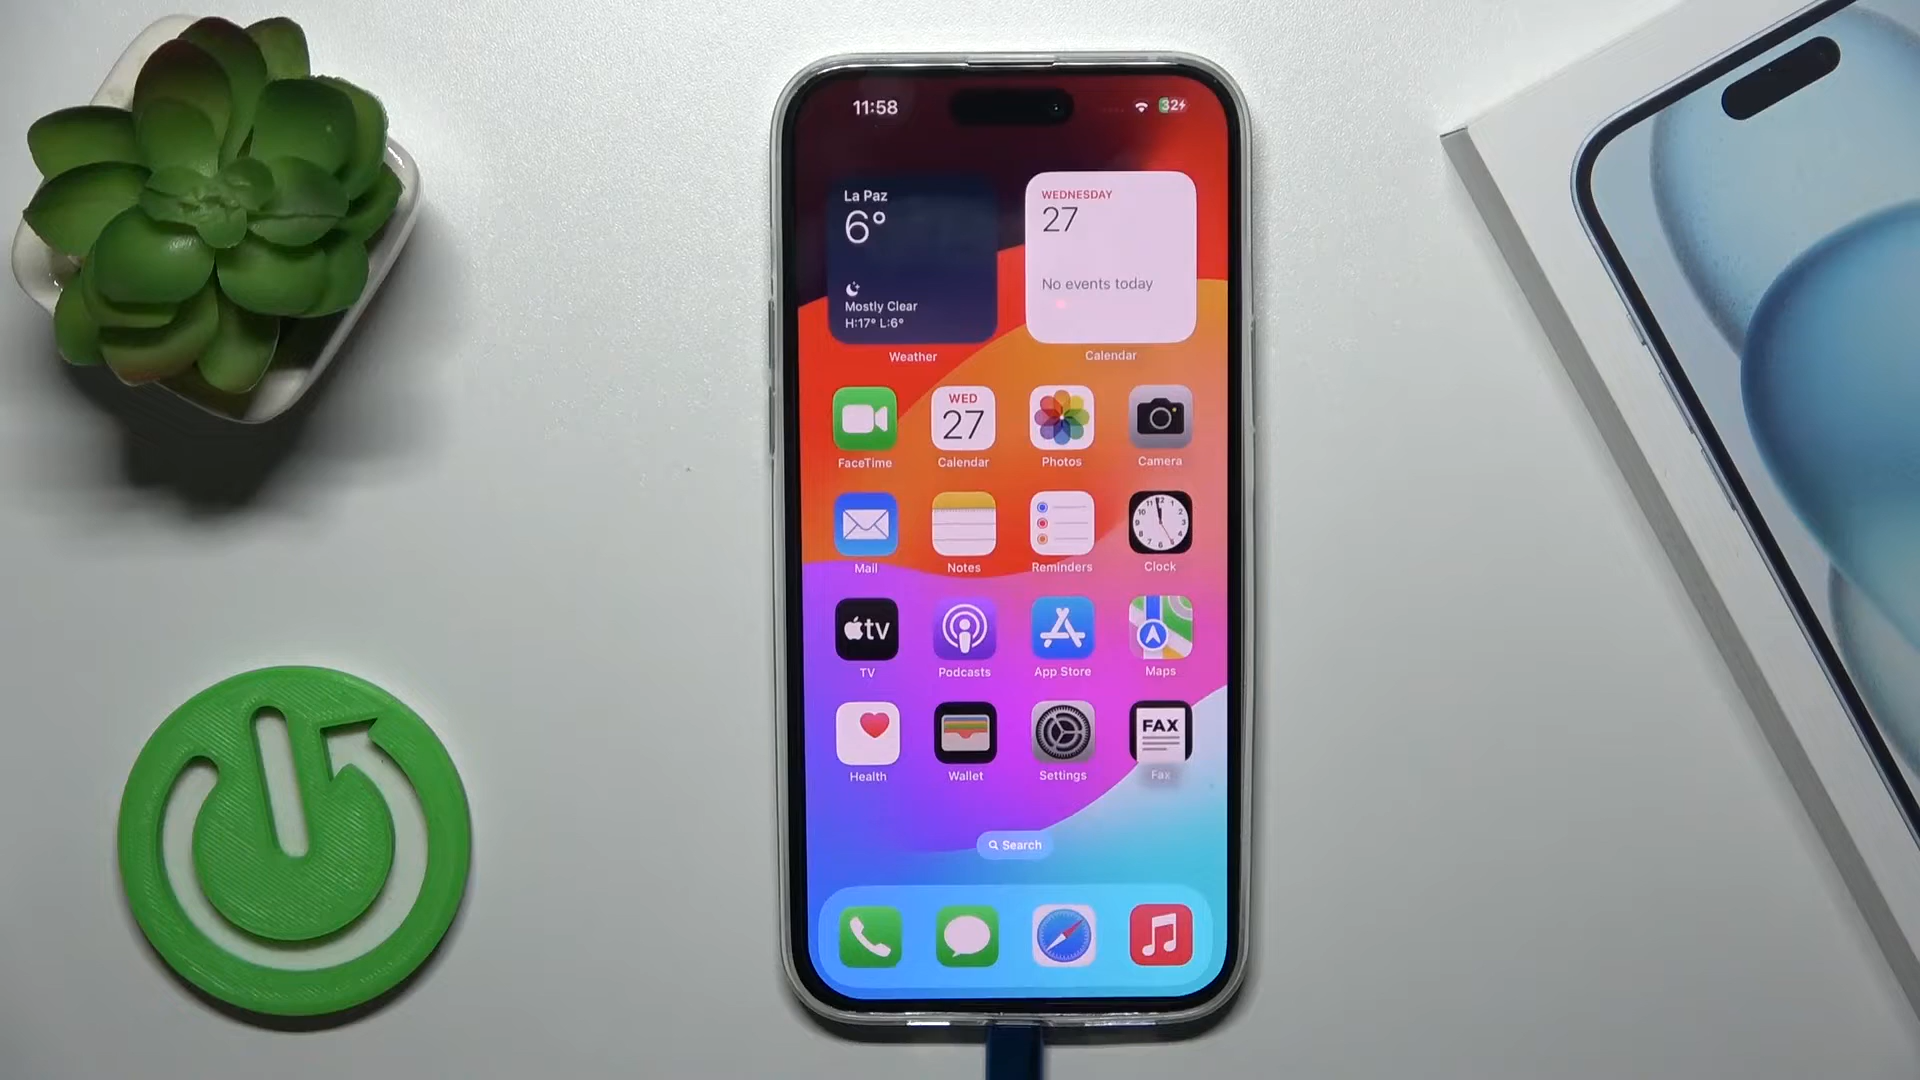 11:58
32
La Paz
6°
Mostly Clear
H:17° L:6°
Weather
WEDNESDAY
27
No events today
Calendar
FaceTime
WED
27
Calendar
Photos
Camera
Mail
Notes
Reminders
Clock
tv
TV
Podcasts
App Store
Maps
Health
Wallet
Settings
FAX
Fax
Search